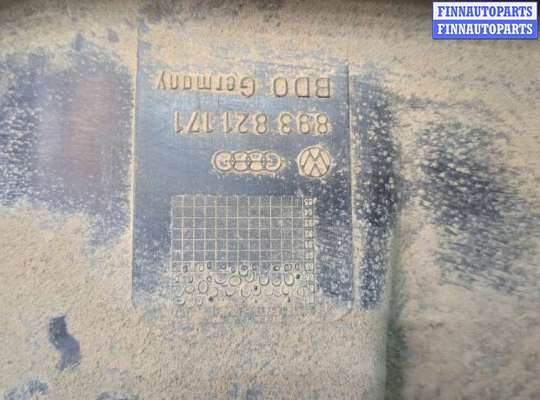 FINNAUTOPARTS
FINNAUTOPARTS
893 821 171
BDO Germany